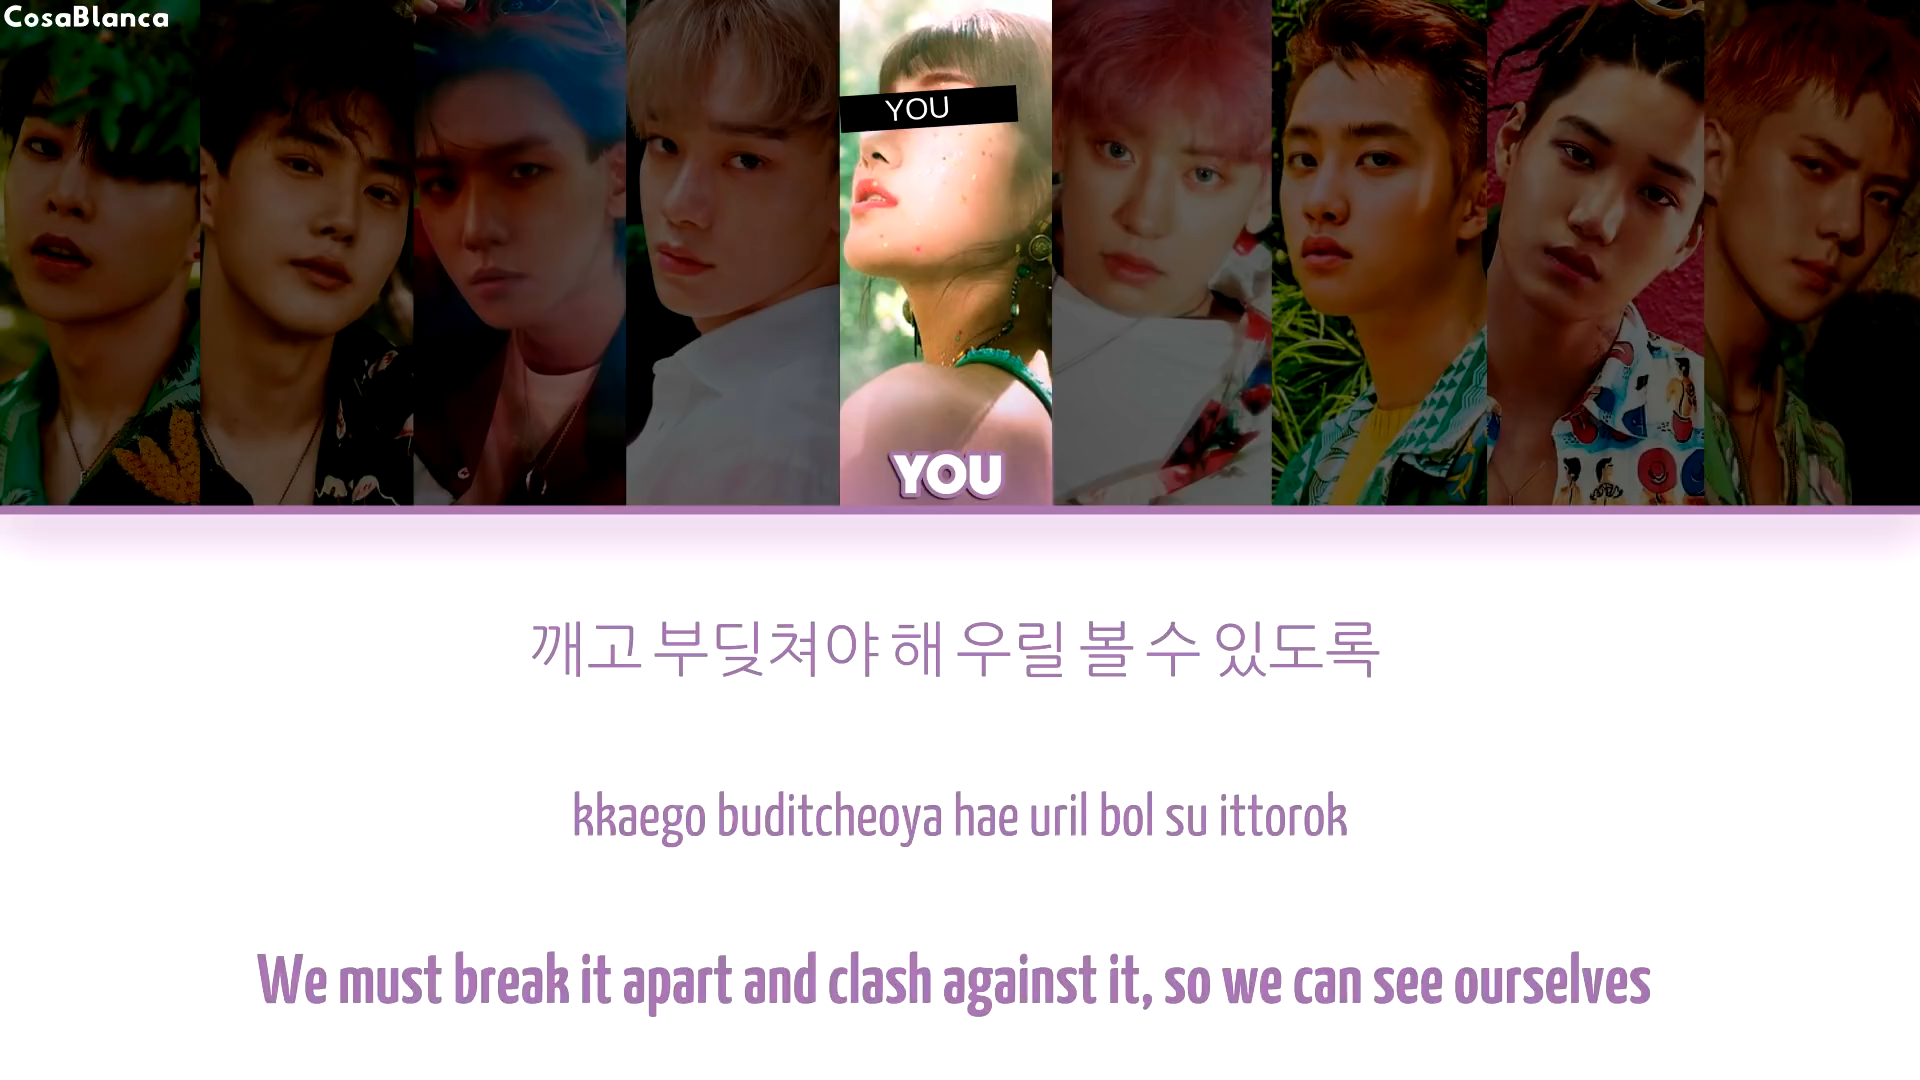 CosaBlanca
YOU
YOU
깨고 부딪쳐야 해 우릴 볼 수 있도록
kkaego buditcheoya hae uril bol su ittorok
We must break it apart and clash against it, so we can see ourselves